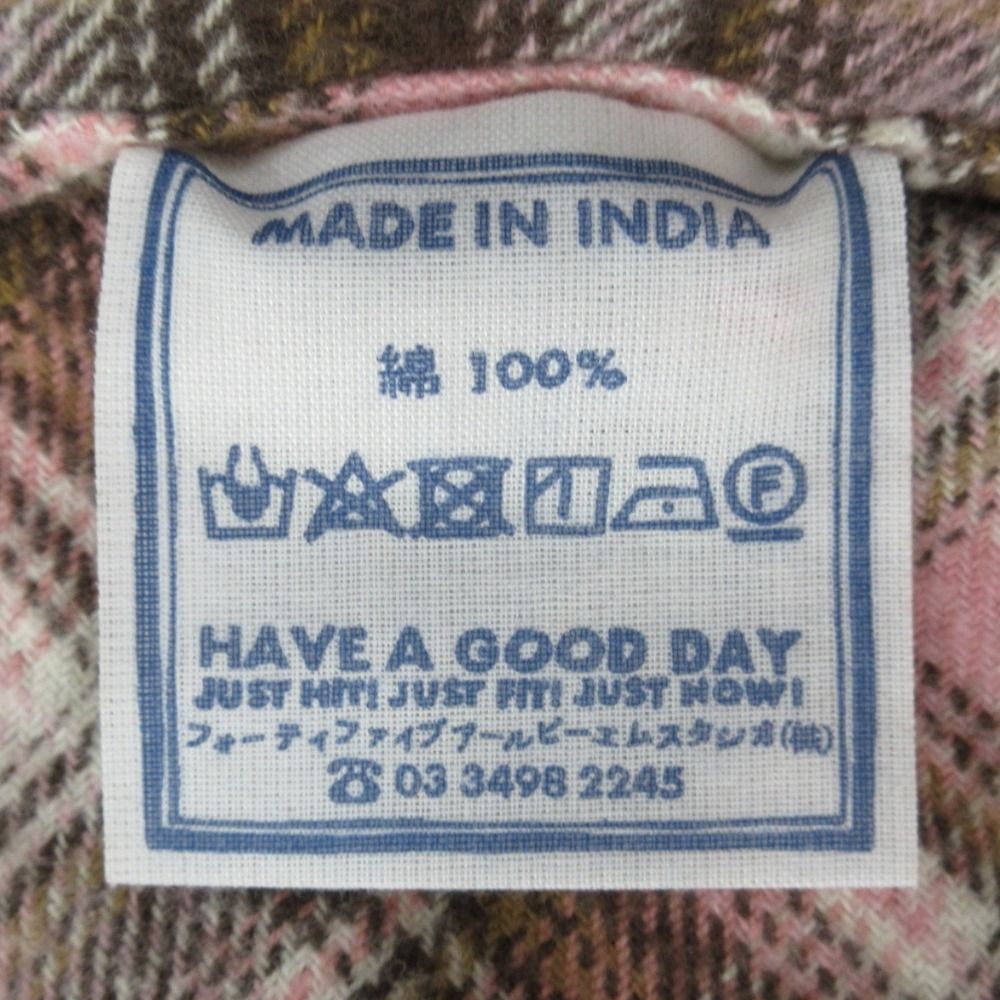 MADE IN INDIA
綿 100%
F
HAVE A GOOD DAY
JUST HIT! JUST FIT! JUST NOW!
フォーティファイブアールピーエムスタジオ(株)
☎ 03 3498 2245